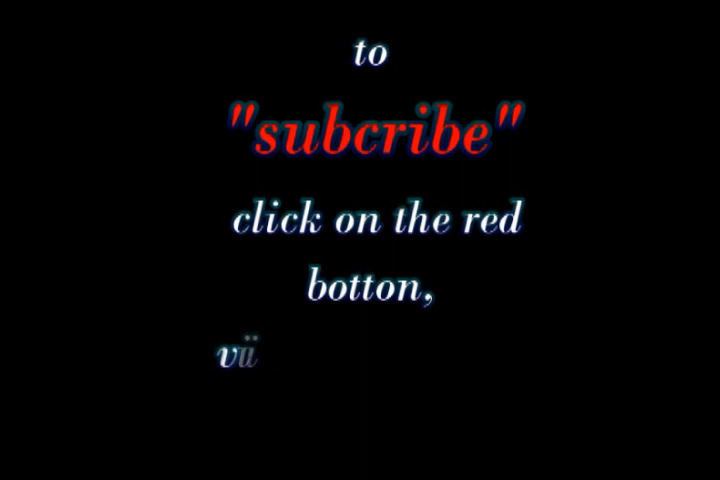 to
"subcribe"
click on the red
botton,